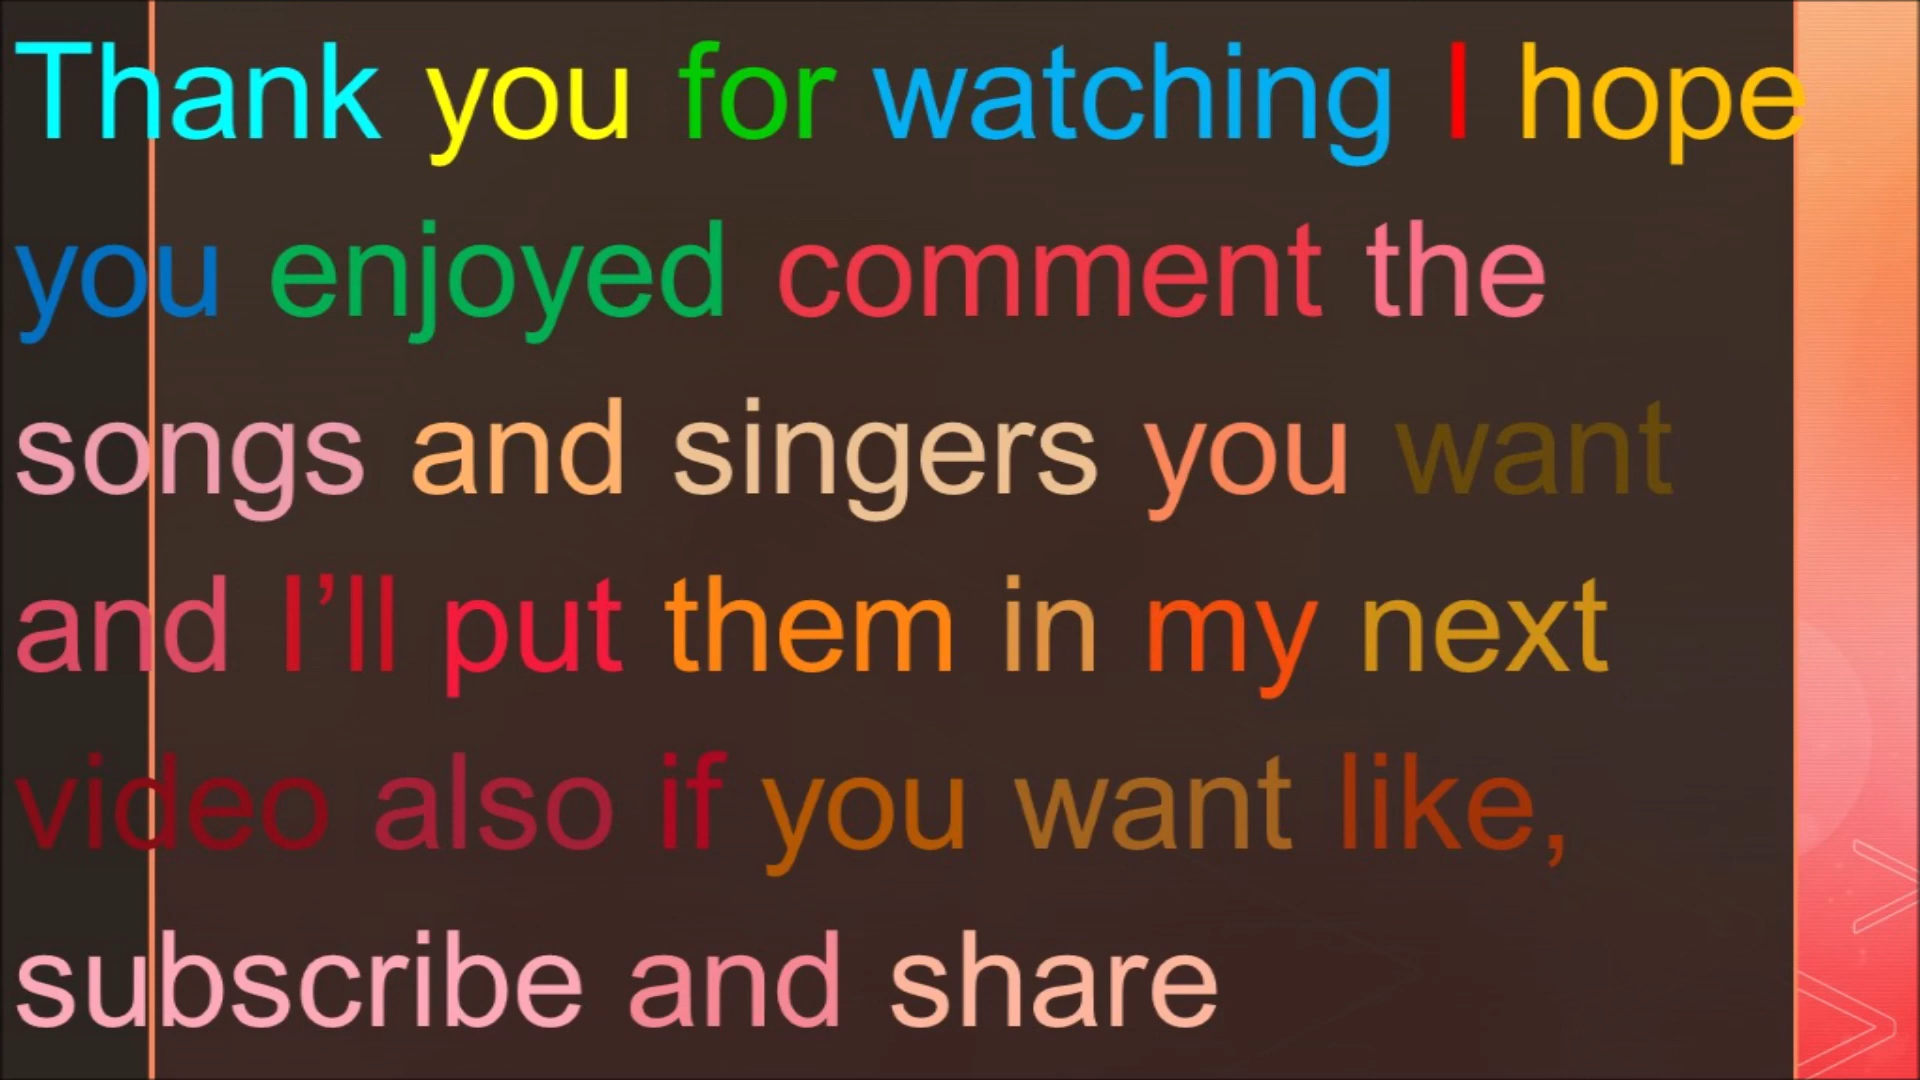 Thank you for watching I hope
you enjoyed comment the
songs and singers you want
and I’ll put them in my next
video also if you want like,
subscribe and share